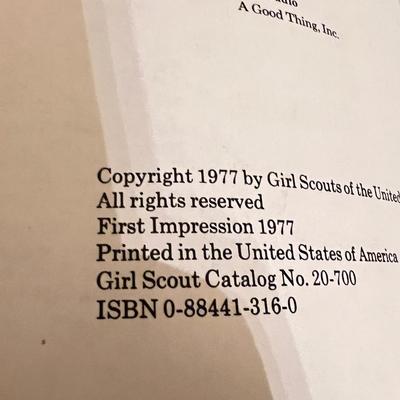 A Good Thing, Inc.
Copyright 1977 by Girl Scouts of the United
All rights reserved
First Impression 1977
Printed in the United States of America
Girl Scout Catalog No. 20-700
ISBN 0-88441-316-0